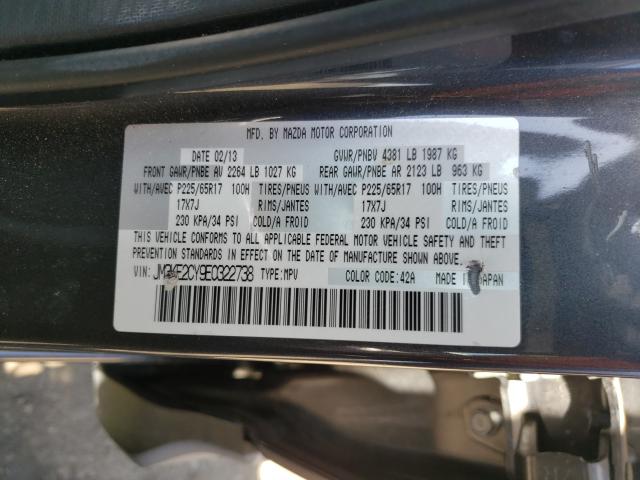 MFD. BY MAZDA MOTOR CORPORATION
DATE 02/13 GVWR/PNBV 4381 LB 1987 KG
FRONT GAWR/PNBE AV 2264 LB 1027 KG REAR GAWR/PNBE AR 2123 LB 963 KG
WITH/AVEC P225/65R17 100H TIRES/PNEUS WITH/AVEC P225/65R17 100H TIRES/PNEUS
17X7J RIMS/JANTES 17X7J RIMS/JANTES
230 KPA/34 PSI COLD/A FROID 230 KPA/34 PSI COLD/A FROID
THIS VEHICLE CONFORMS TO ALL APPLICABLE FEDERAL MOTOR VEHICLE SAFETY AND THEFT
PREVENTION STANDARDS IN EFFECT ON THE DATE OF MANUFACTURE SHOWN ABOVE.
VIN: TYPE:MPV COLOR CODE:42A MADE JAPAN